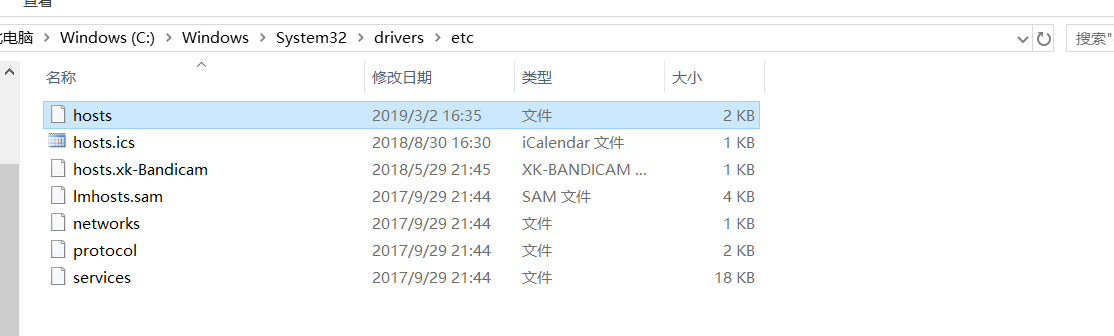 查看
此电脑 > Windows (C:) > Windows > System32 > drivers > etc
搜索"
名称 修改日期 类型 大小
hosts 2019/3/2 16:35 文件 2 KB
hosts.ics 2018/8/30 16:30 iCalendar 文件 1 KB
hosts.xk-Bandicam 2018/5/29 21:45 XK-BANDICAM ... 1 KB
lmhosts.sam 2017/9/29 21:44 SAM 文件 4 KB
networks 2017/9/29 21:44 文件 1 KB
protocol 2017/9/29 21:44 文件 2 KB
services 2017/9/29 21:44 文件 18 KB